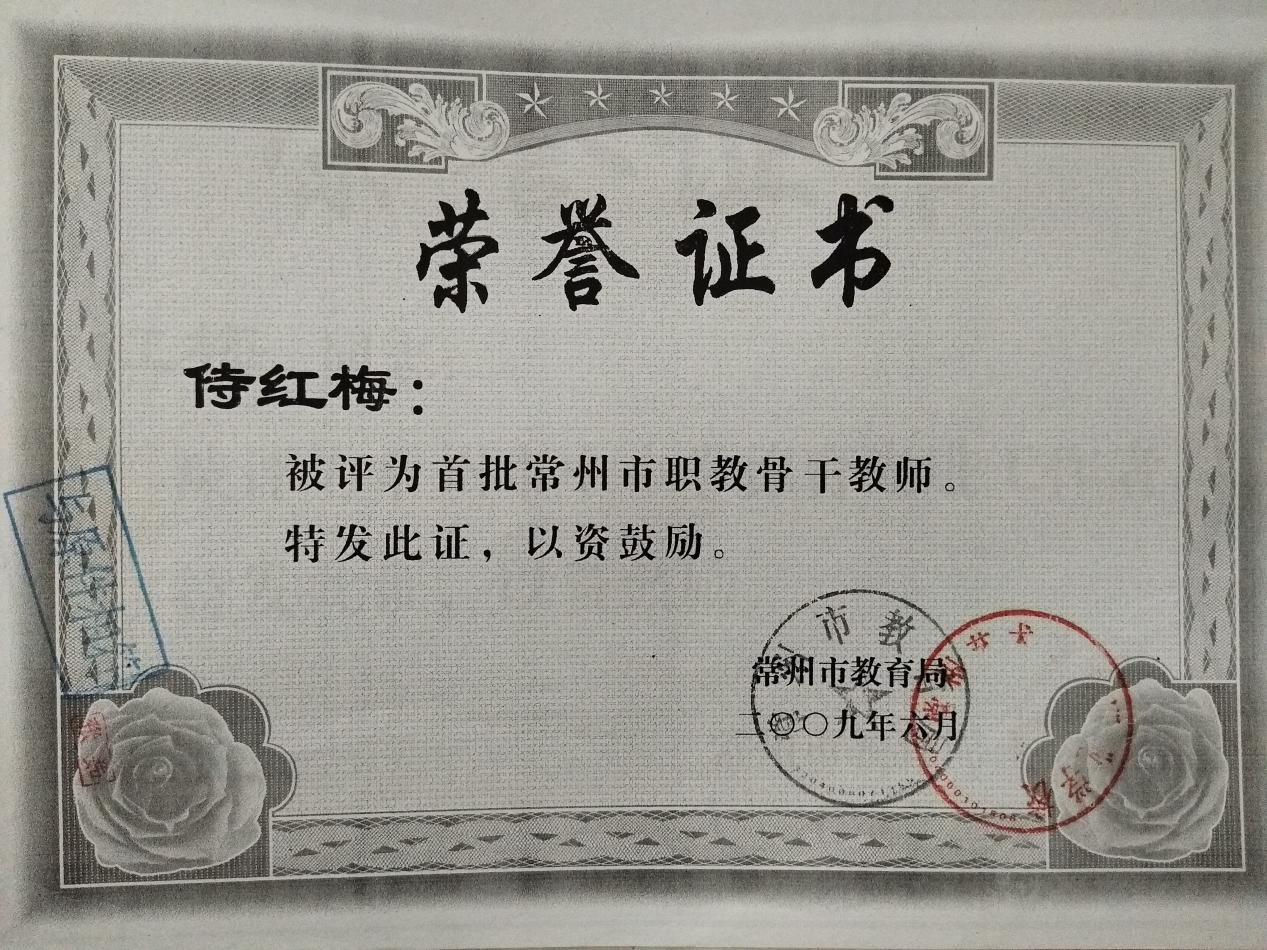 荣誉证书
侍红梅：
被评为首批常州市职教骨干教师。
特发此证，以资鼓励。
常州市教育局
二〇〇九年六月